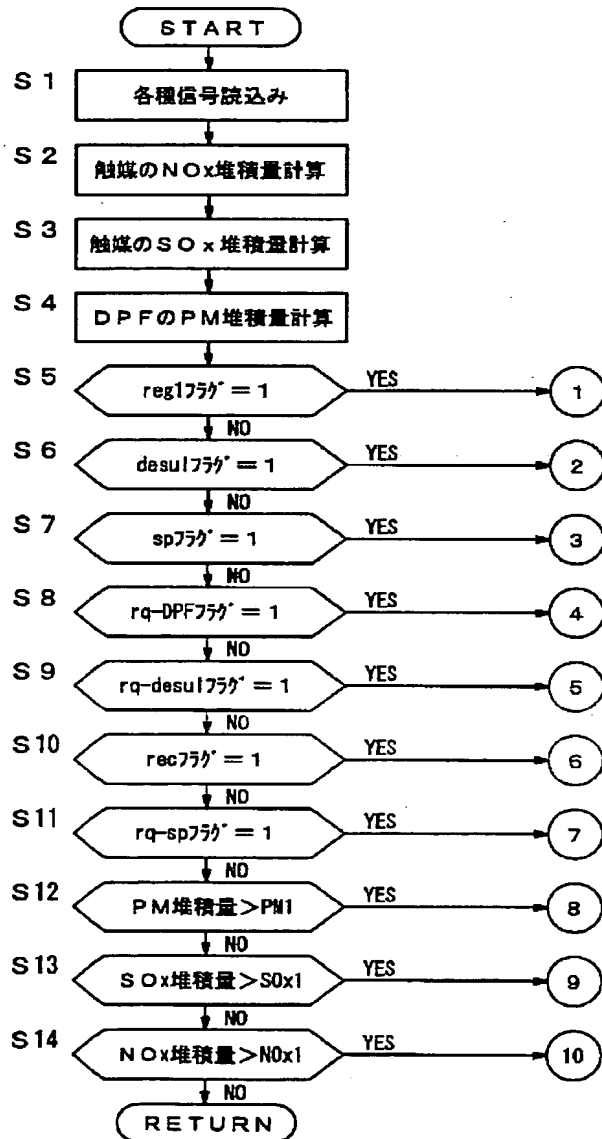 START
S1 各種信号読込み
S2 触媒のNOx堆積量計算
S3 触媒のSOx堆積量計算
S4 DPFのPM堆積量計算
S5 reg1ﾌﾗｸﾞ=1 YES 1
NO
S6 desulﾌﾗｸﾞ=1 YES 2
NO
S7 spﾌﾗｸﾞ=1 YES 3
NO
S8 rq-DPFﾌﾗｸﾞ=1 YES 4
NO
S9 rq-desulﾌﾗｸﾞ=1 YES 5
NO
S10 recﾌﾗｸﾞ=1 YES 6
NO
S11 rq-spﾌﾗｸﾞ=1 YES 7
NO
S12 PM堆積量>PM1 YES 8
NO
S13 SOx堆積量>SOx1 YES 9
NO
S14 NOx堆積量>NOx1 YES 10
NO
RETURN